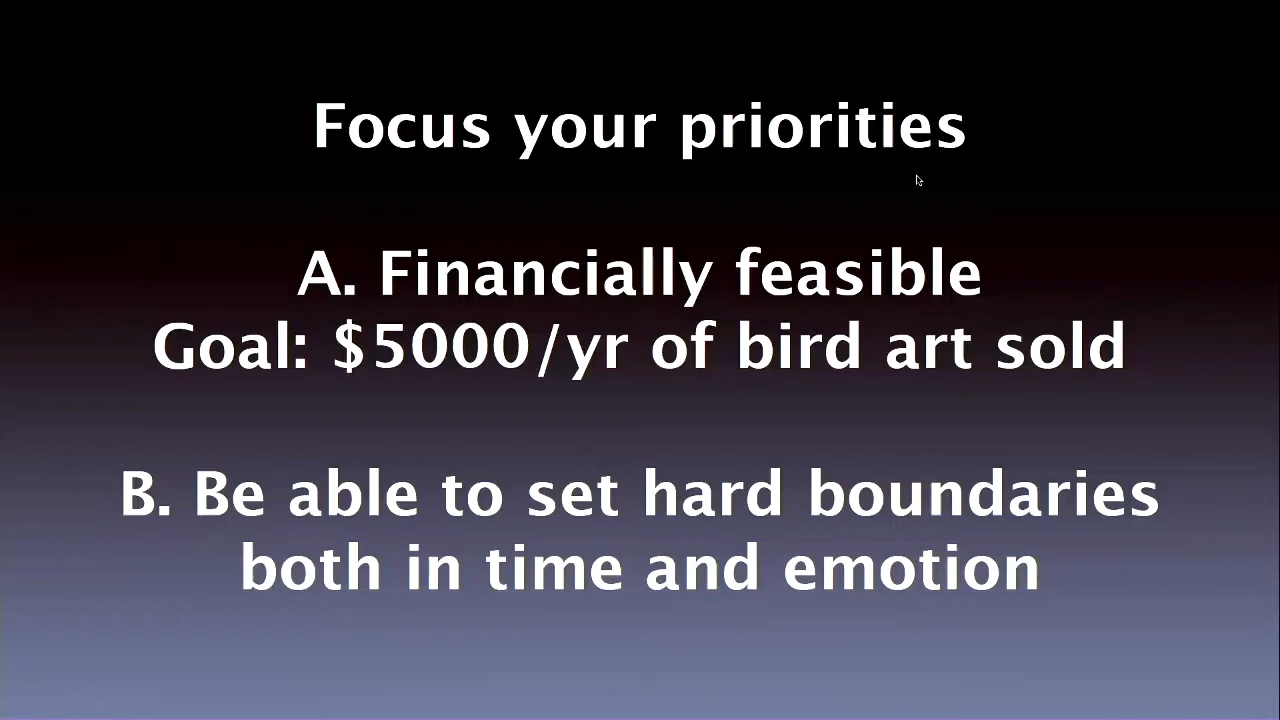 Focus your priorities
A. Financially feasible
Goal: $5000/yr of bird art sold
B. Be able to set hard boundaries
both in time and emotion